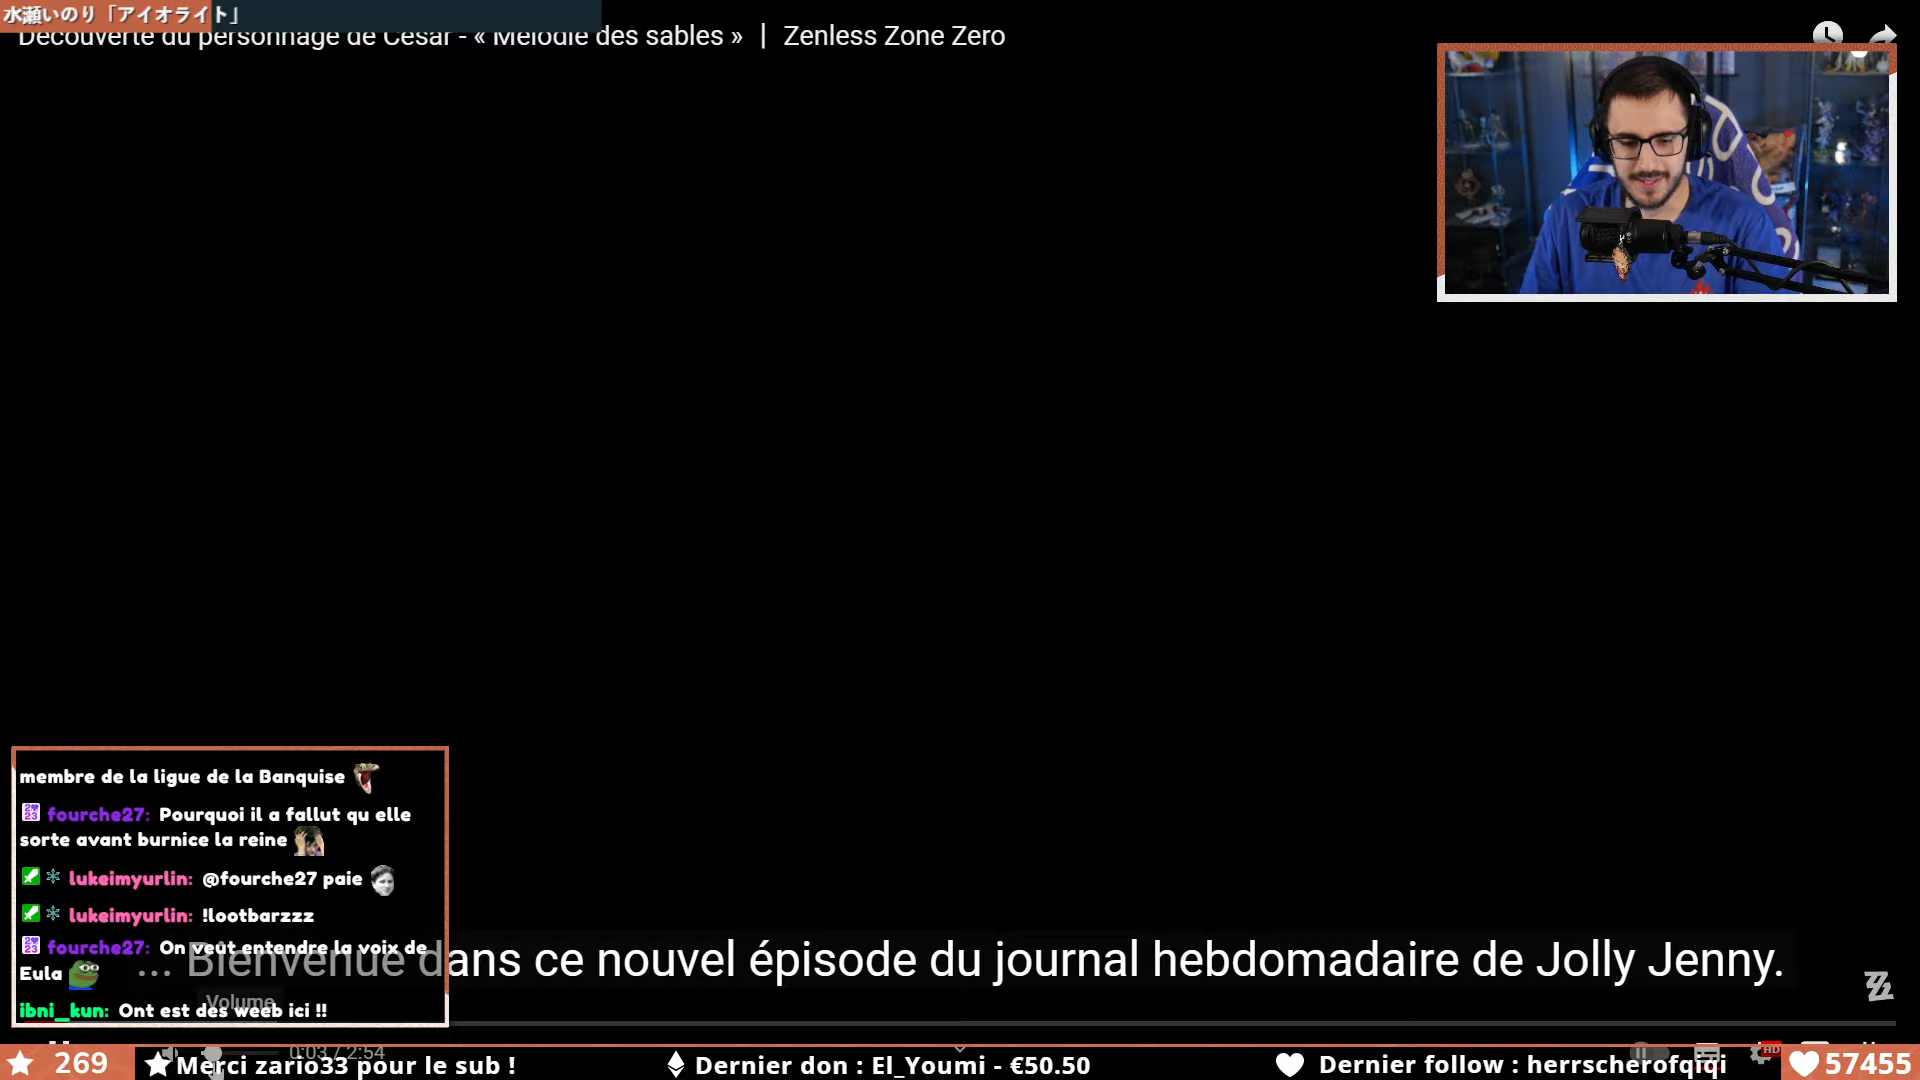 水瀬いのり「アイオライト」
Découverte du personnage de César - « Mélodie des sables » | Zenless Zone Zero
membre de la ligue de la Banquise
fourche27: Pourquoi il a fallut qu elle
sorte avant burnice la reine
lukeimyurlin: @fourche27 paie
lukeimyurlin: !lootbarzzz
fourche27: On veut entendre la voix de
Eula
ibni_kun: Ont est des weeb ici !!
... Bienvenue dans ce nouvel épisode du journal hebdomadaire de Jolly Jenny.
Volume
0:03 / 2:54
HD
269
Merci zario33 pour le sub !
Dernier don : El_Youmi - €50.50
Dernier follow : herrscherofqiqi
57455